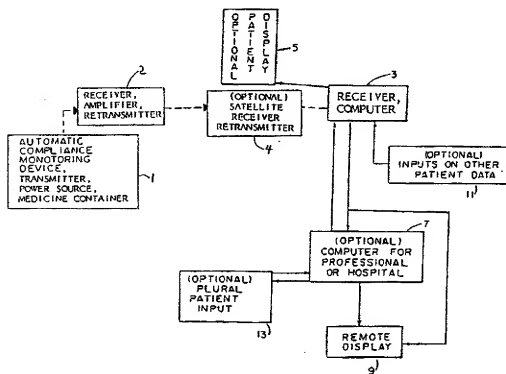 OPTIONAL
PATIENT
DISPLAY
5
2
RECEIVER,
AMPLIFIER,
RETRANSMITTER
(OPTIONAL)
SATELLITE
RECEIVER
RETRANSMITTER
4
3
RECEIVER,
COMPUTER
AUTOMATIC
COMPLIANCE
MONOTORING
DEVICE,
TRANSMITTER,
POWER SOURCE,
MEDICINE CONTAINER
1
(OPTIONAL)
INPUTS ON OTHER
PATIENT DATA
11
7
(OPTIONAL)
COMPUTER FOR
PROFESSIONAL
OR HOSPITAL
(OPTIONAL)
PLURAL
PATIENT
INPUT
13
REMOTE
DISPLAY
9